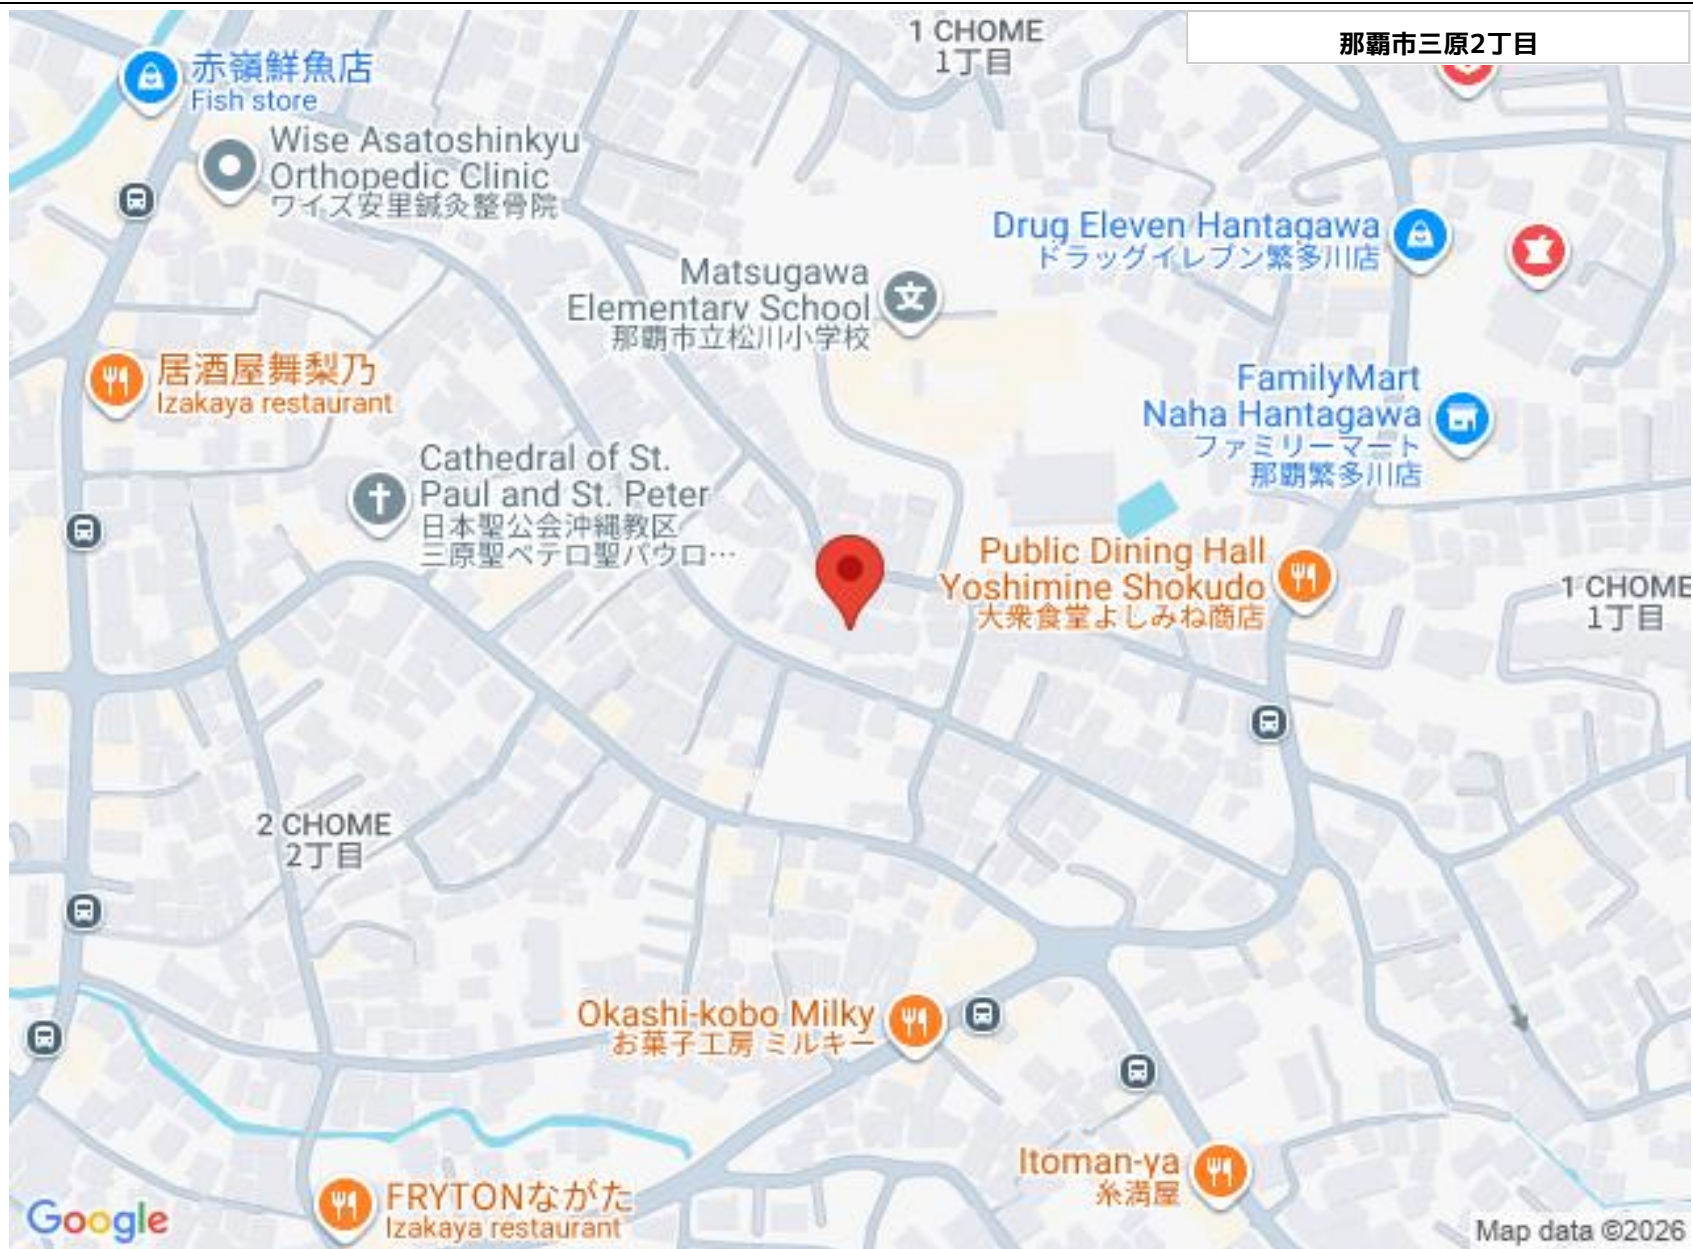 1 CHOME
1丁目
那覇市三原2丁目
赤嶺鮮魚店
Fish store
Wise Asatoshinkyu
Orthopedic Clinic
ワイズ安里鍼灸整骨院
Drug Eleven Hantagawa
ドラッグイレブン繁多川店
Matsugawa
Elementary School
那覇市立松川小学校
文
居酒屋舞梨乃
Izakaya restaurant
FamilyMart
Naha Hantagawa
ファミリーマート
那覇繁多川店
Cathedral of St.
Paul and St. Peter
日本聖公会沖縄教区
三原聖ペテロ聖パウロ…
Public Dining Hall
Yoshimine Shokudo
大衆食堂よしみね商店
1 CHOME
1丁目
2 CHOME
2丁目
Okashi-kobo Milky
お菓子工房 ミルキー
Itoman-ya
糸満屋
FRYTONながた
Izakaya restaurant
Google
Map data ©2026